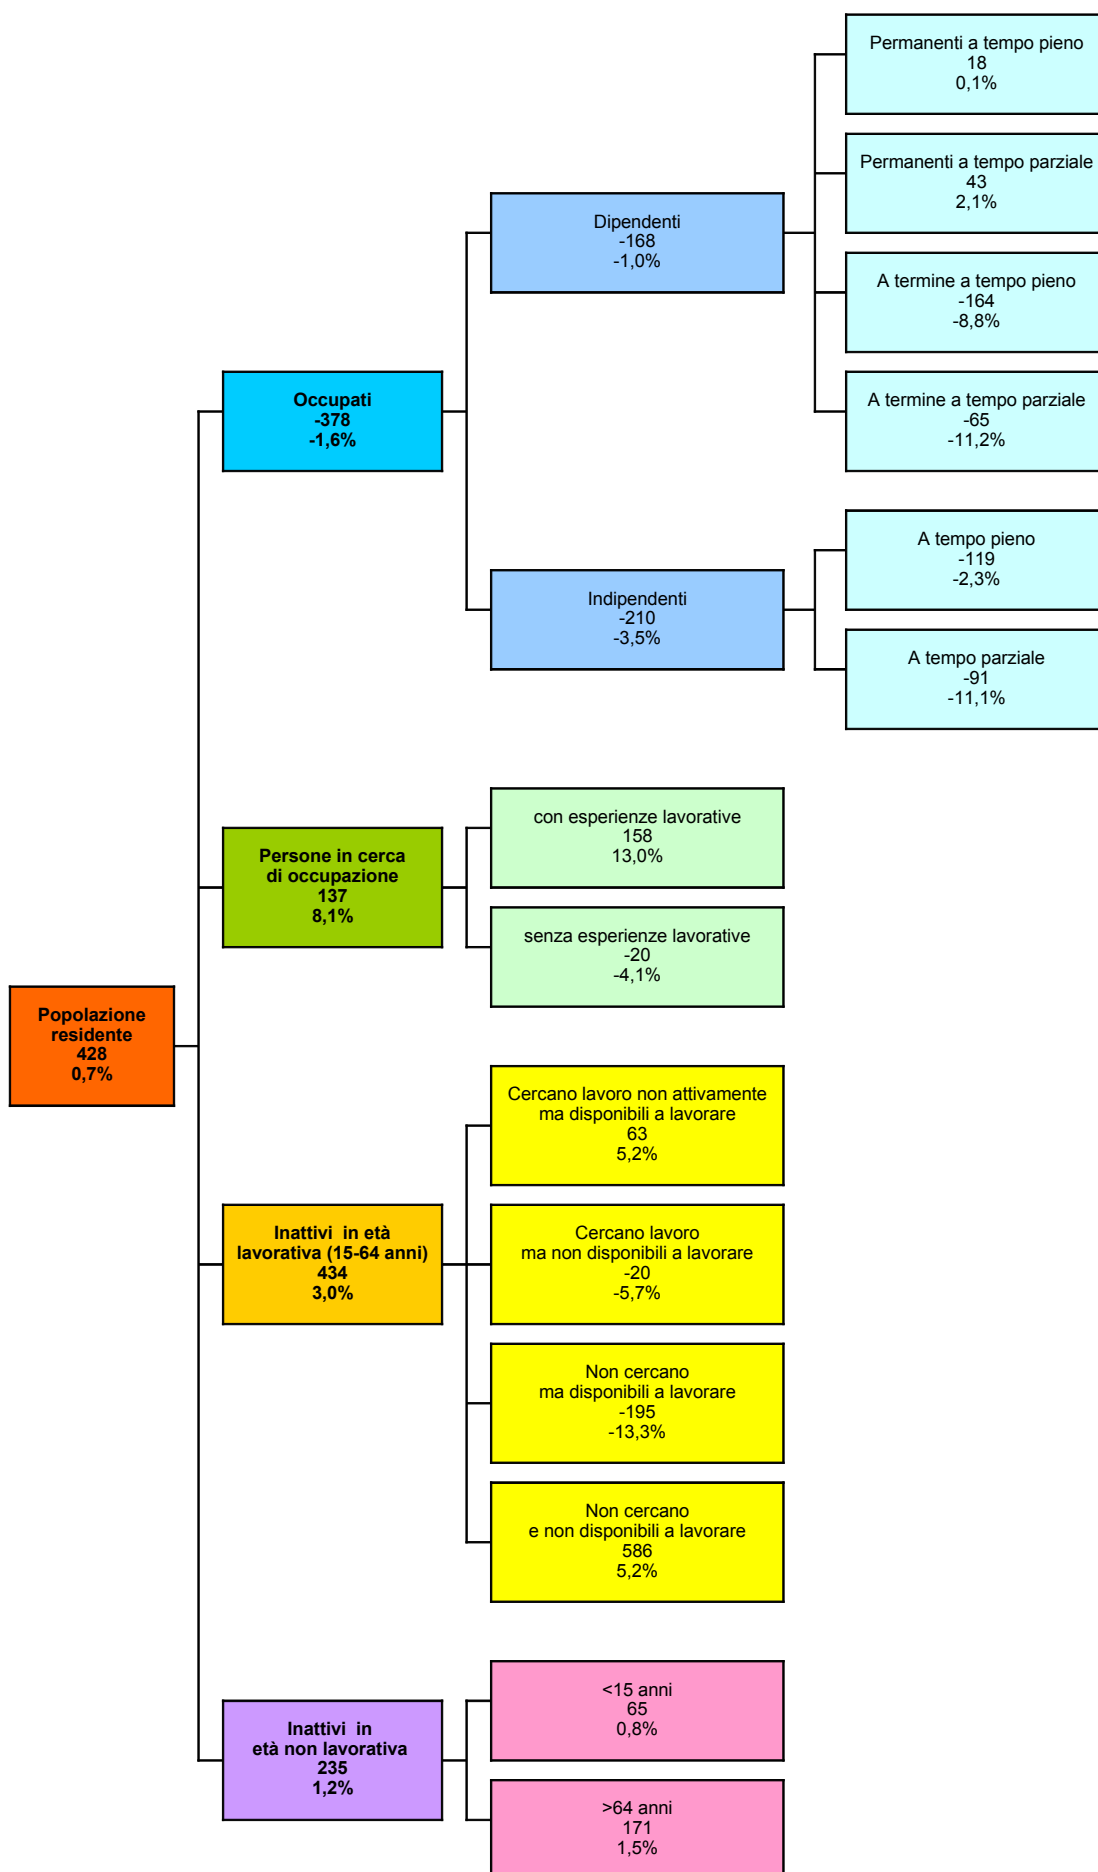 Permanenti a tempo pieno
18
0,1%
Permanenti a tempo parziale
43
2,1%
Dipendenti
-168
-1,0%
A termine a tempo pieno
-164
-8,8%
Occupati
-378
-1,6%
A termine a tempo parziale
-65
-11,2%
A tempo pieno
-119
-2,3%
Indipendenti
-210
-3,5%
A tempo parziale
-91
-11,1%
con esperienze lavorative
158
13,0%
Persone in cerca
di occupazione
137
8,1%
senza esperienze lavorative
-20
-4,1%
Popolazione
residente
428
0,7%
Cercano lavoro non attivamente
ma disponibili a lavorare
63
5,2%
Inattivi in età
lavorativa (15-64 anni)
434
3,0%
Cercano lavoro
ma non disponibili a lavorare
-20
-5,7%
Non cercano
ma disponibili a lavorare
-195
-13,3%
Non cercano
e non disponibili a lavorare
586
5,2%
<15 anni
65
0,8%
Inattivi in
età non lavorativa
235
1,2%
>64 anni
171
1,5%